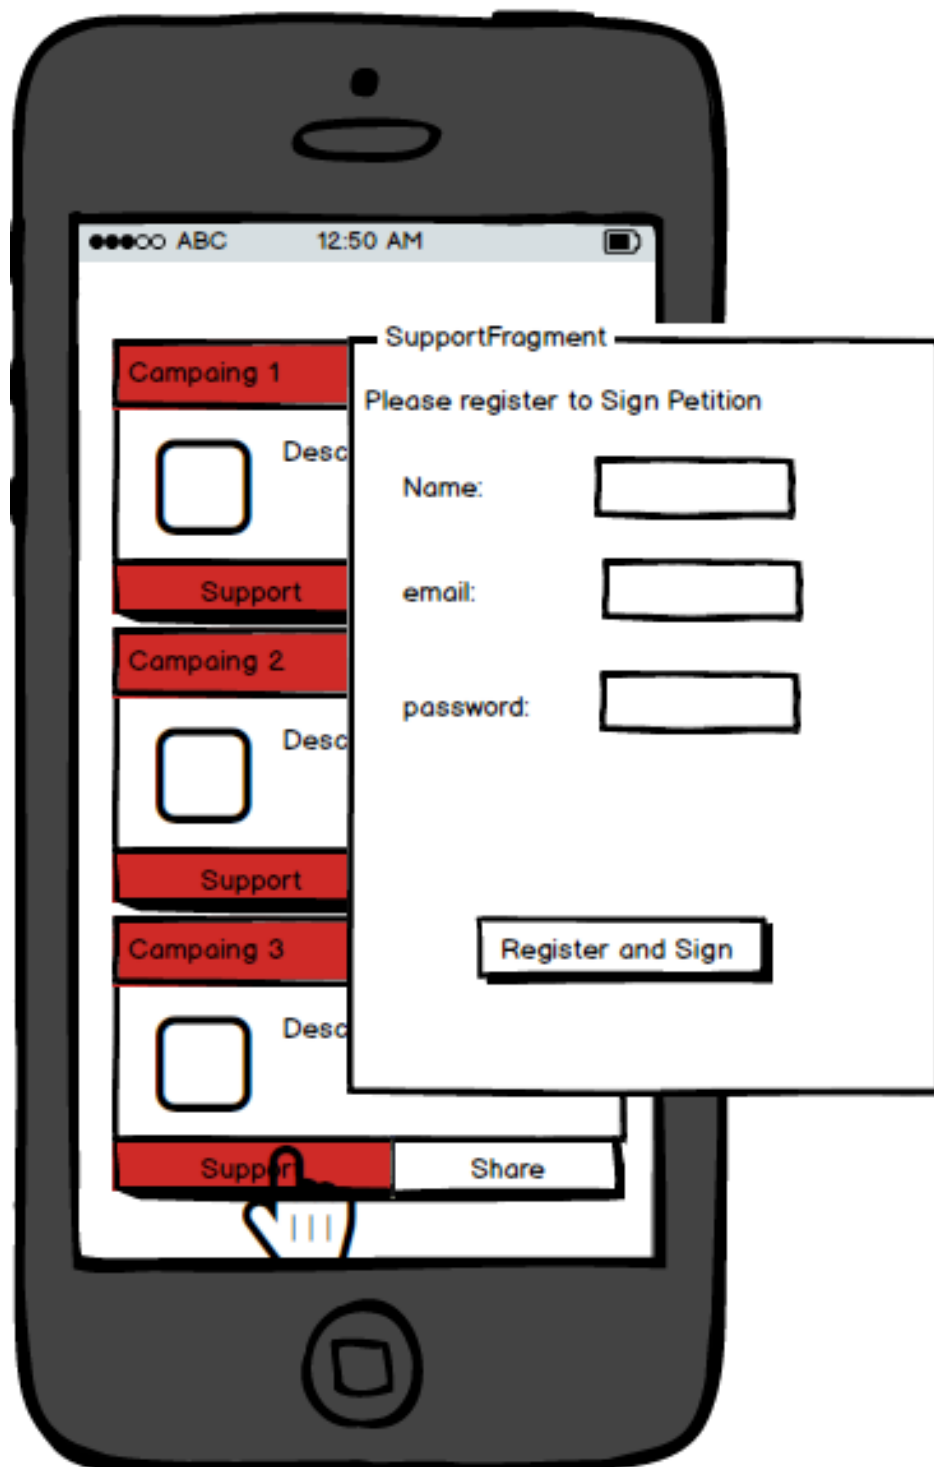 ABC 12:50 AM
SupportFragment
Campaing 1
Please register to Sign Petition
Desc
Name:
Support
email:
Campaing 2
password:
Desc
Support
Campaing 3
Register and Sign
Desc
Support
Share